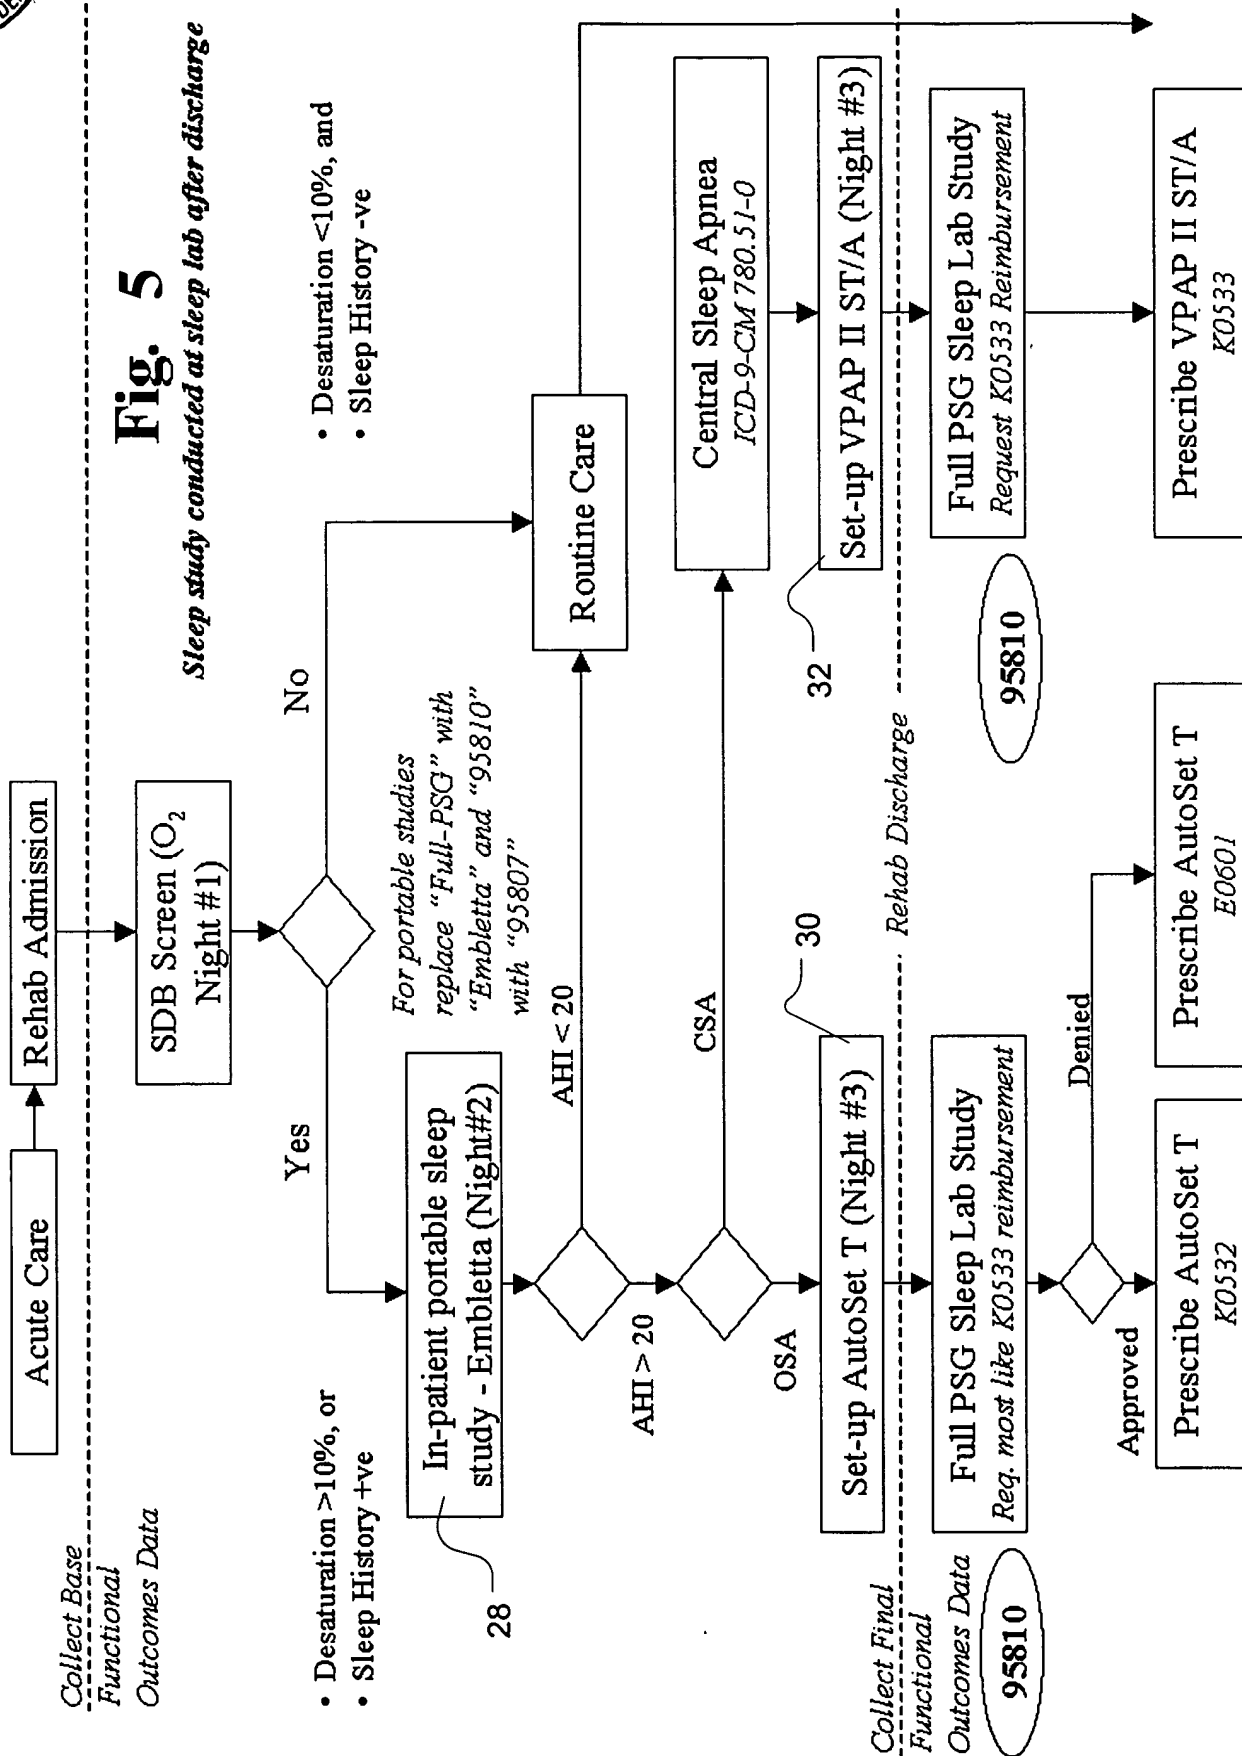 Fig. 5
Sleep study conducted at sleep lab after discharge
Acute Care
Rehab Admission
Collect Base
Functional
Outcomes Data
SDB Screen (O2
Night #1)
Yes
No
• Desaturation >10%, or
• Sleep History +ve
• Desaturation <10%, and
• Sleep History -ve
In-patient portable sleep
study - Embletta (Night#2)
28
For portable studies
replace “Full-PSG” with
“Embletta” and “95810”
with “95807”
AHI < 20
Routine Care
AHI > 20
CSA
Central Sleep Apnea
ICD-9-CM 780.51-0
OSA
Set-up AutoSet T (Night #3)
30
Set-up VPAP II ST/A (Night #3)
32
Rehab Discharge
Collect Final
Functional
Outcomes Data
95810
Full PSG Sleep Lab Study
Req. most like K0533 reimbursement
95810
Full PSG Sleep Lab Study
Request K0533 Reimbursement
Approved
Denied
Prescribe AutoSet T
K0532
Prescribe AutoSet T
E0601
Prescribe VPAP II ST/A
K0533